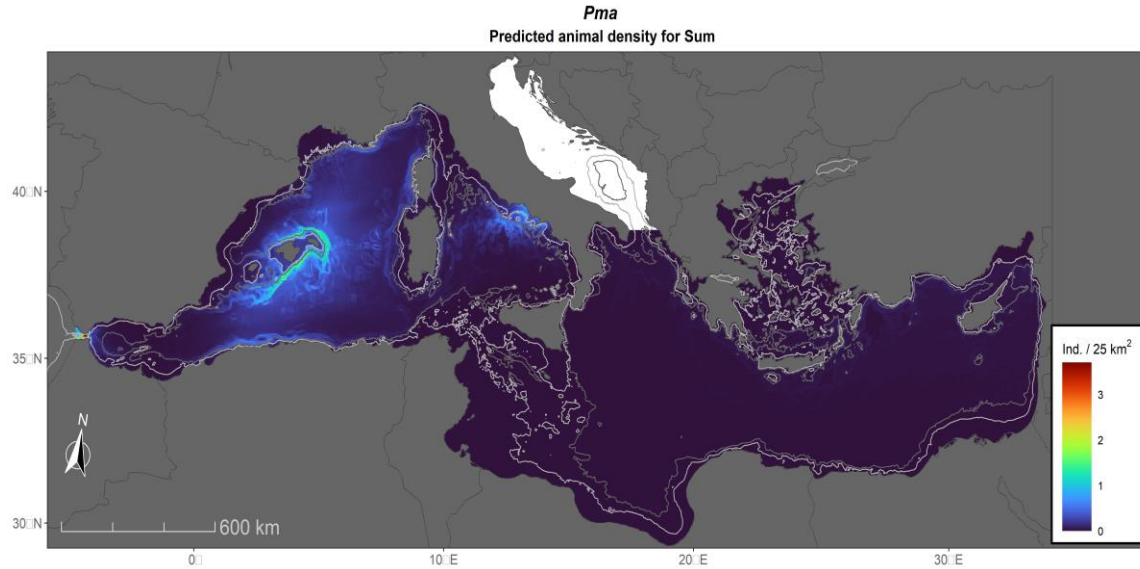 Pma
Predicted animal density for Sum
40□N
35□N
30□N
N
600 km
0□
10□E
20□E
30□E
Ind. / 25 km²
3
2
1
0